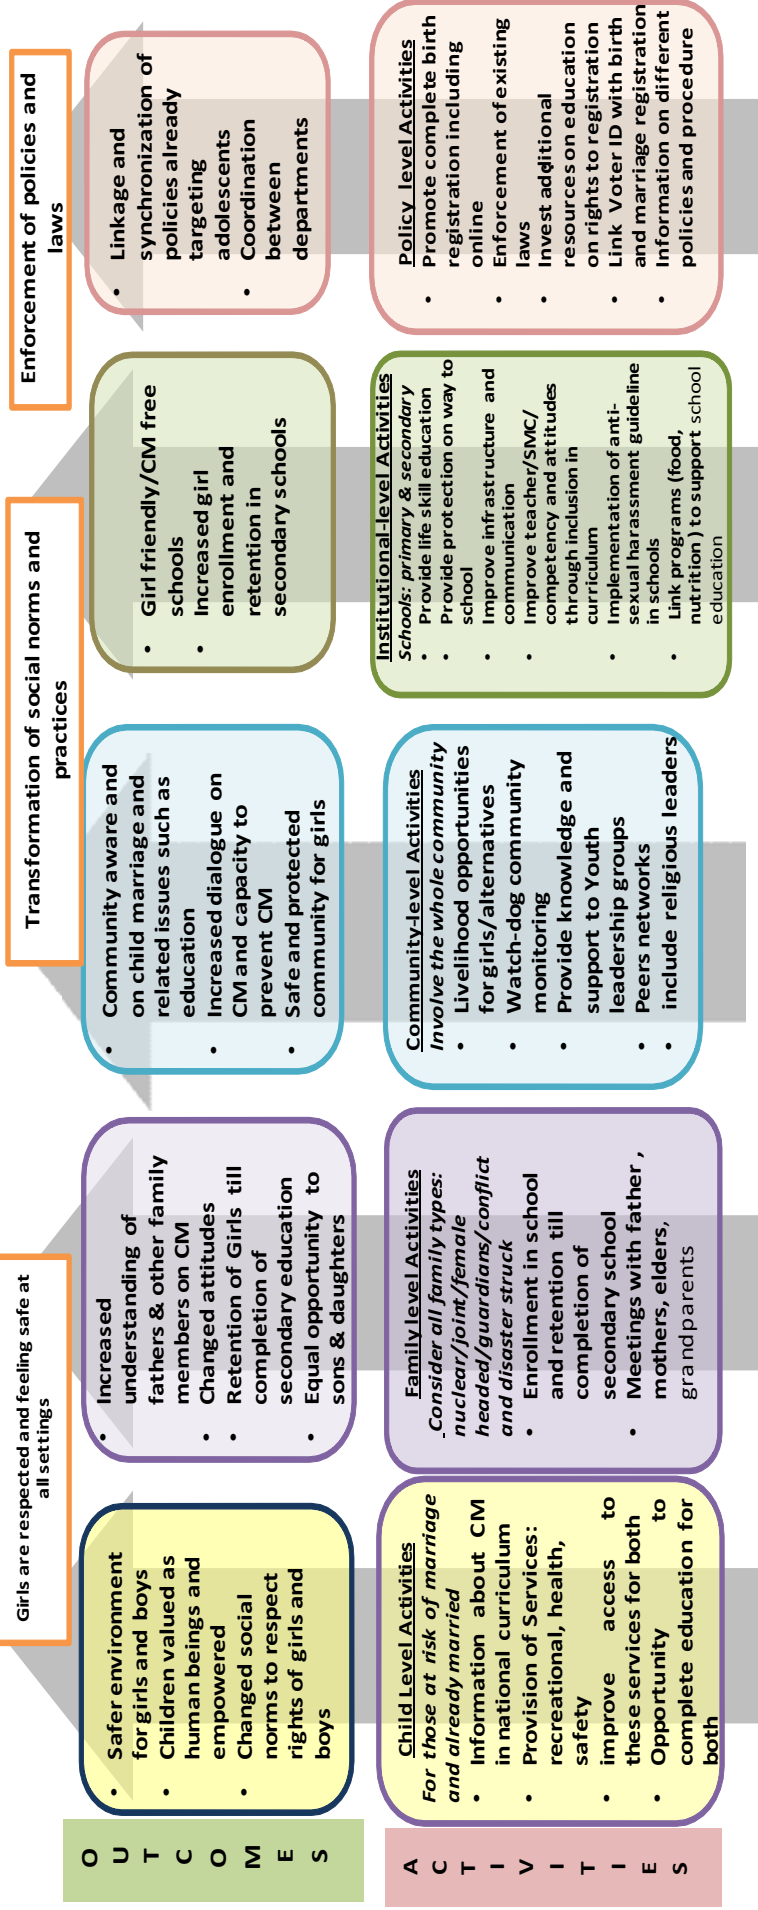 Girls are respected and feeling safe at
all settings
Transformation of social norms and
practices
Enforcement of policies and
laws
O
U
T
C
O
M
E
S
• Safer environment
for girls and boys
• Children valued as
human beings and
empowered
• Changed social
norms to respect
rights of girls and
boys
• Increased
understanding of
fathers & other family
members on CM
• Changed attitudes
• Retention of Girls till
completion of
secondary education
• Equal opportunity to
sons & daughters
• Community aware and
on child marriage and
related issues such as
education
• Increased dialogue on
CM and capacity to
prevent CM
• Safe and protected
community for girls
• Girl friendly/CM free
schools
• Increased girl
enrollment and
retention in
secondary schools
• Linkage and
synchronization of
policies already
targeting
adolescents
• Coordination
between
departments
A
C
T
I
V
I
T
I
E
S
Child Level Activities
For those at risk of marriage
and already married
• Information about CM
in national curriculum
• Provision of Services:
recreational, health,
safety
• improve access to
these services for both
• Opportunity to
complete education for
both
Family level Activities
Consider all family types:
nuclear/joint/female
headed/guardians/conflict
and disaster struck
• Enrollment in school
and retention till
completion of
secondary school
• Meetings with father ,
mothers, elders,
grandparents
Community-level Activities
Involve the whole community
• Livelihood opportunities
for girls/alternatives
• Watch-dog community
monitoring
• Provide knowledge and
support to Youth
leadership groups
• Peers networks
• include religious leaders
Institutional-level Activities
Schools: primary & secondary
• Provide life skill education
• Provide protection on way to
school
• Improve infrastructure and
communication
• Improve teacher/SMC/
competency and attitudes
through inclusion in
curriculum
• Implementation of anti-
sexual harassment guideline
in schools
• Link programs (food,
nutrition ) to support school
education
Policy level Activities
• Promote complete birth
registration including
online
• Enforcement of existing
laws
• Invest additional
resources on education
on rights to registration
• Link Voter ID with birth
and marriage registration
• Information on different
policies and procedure